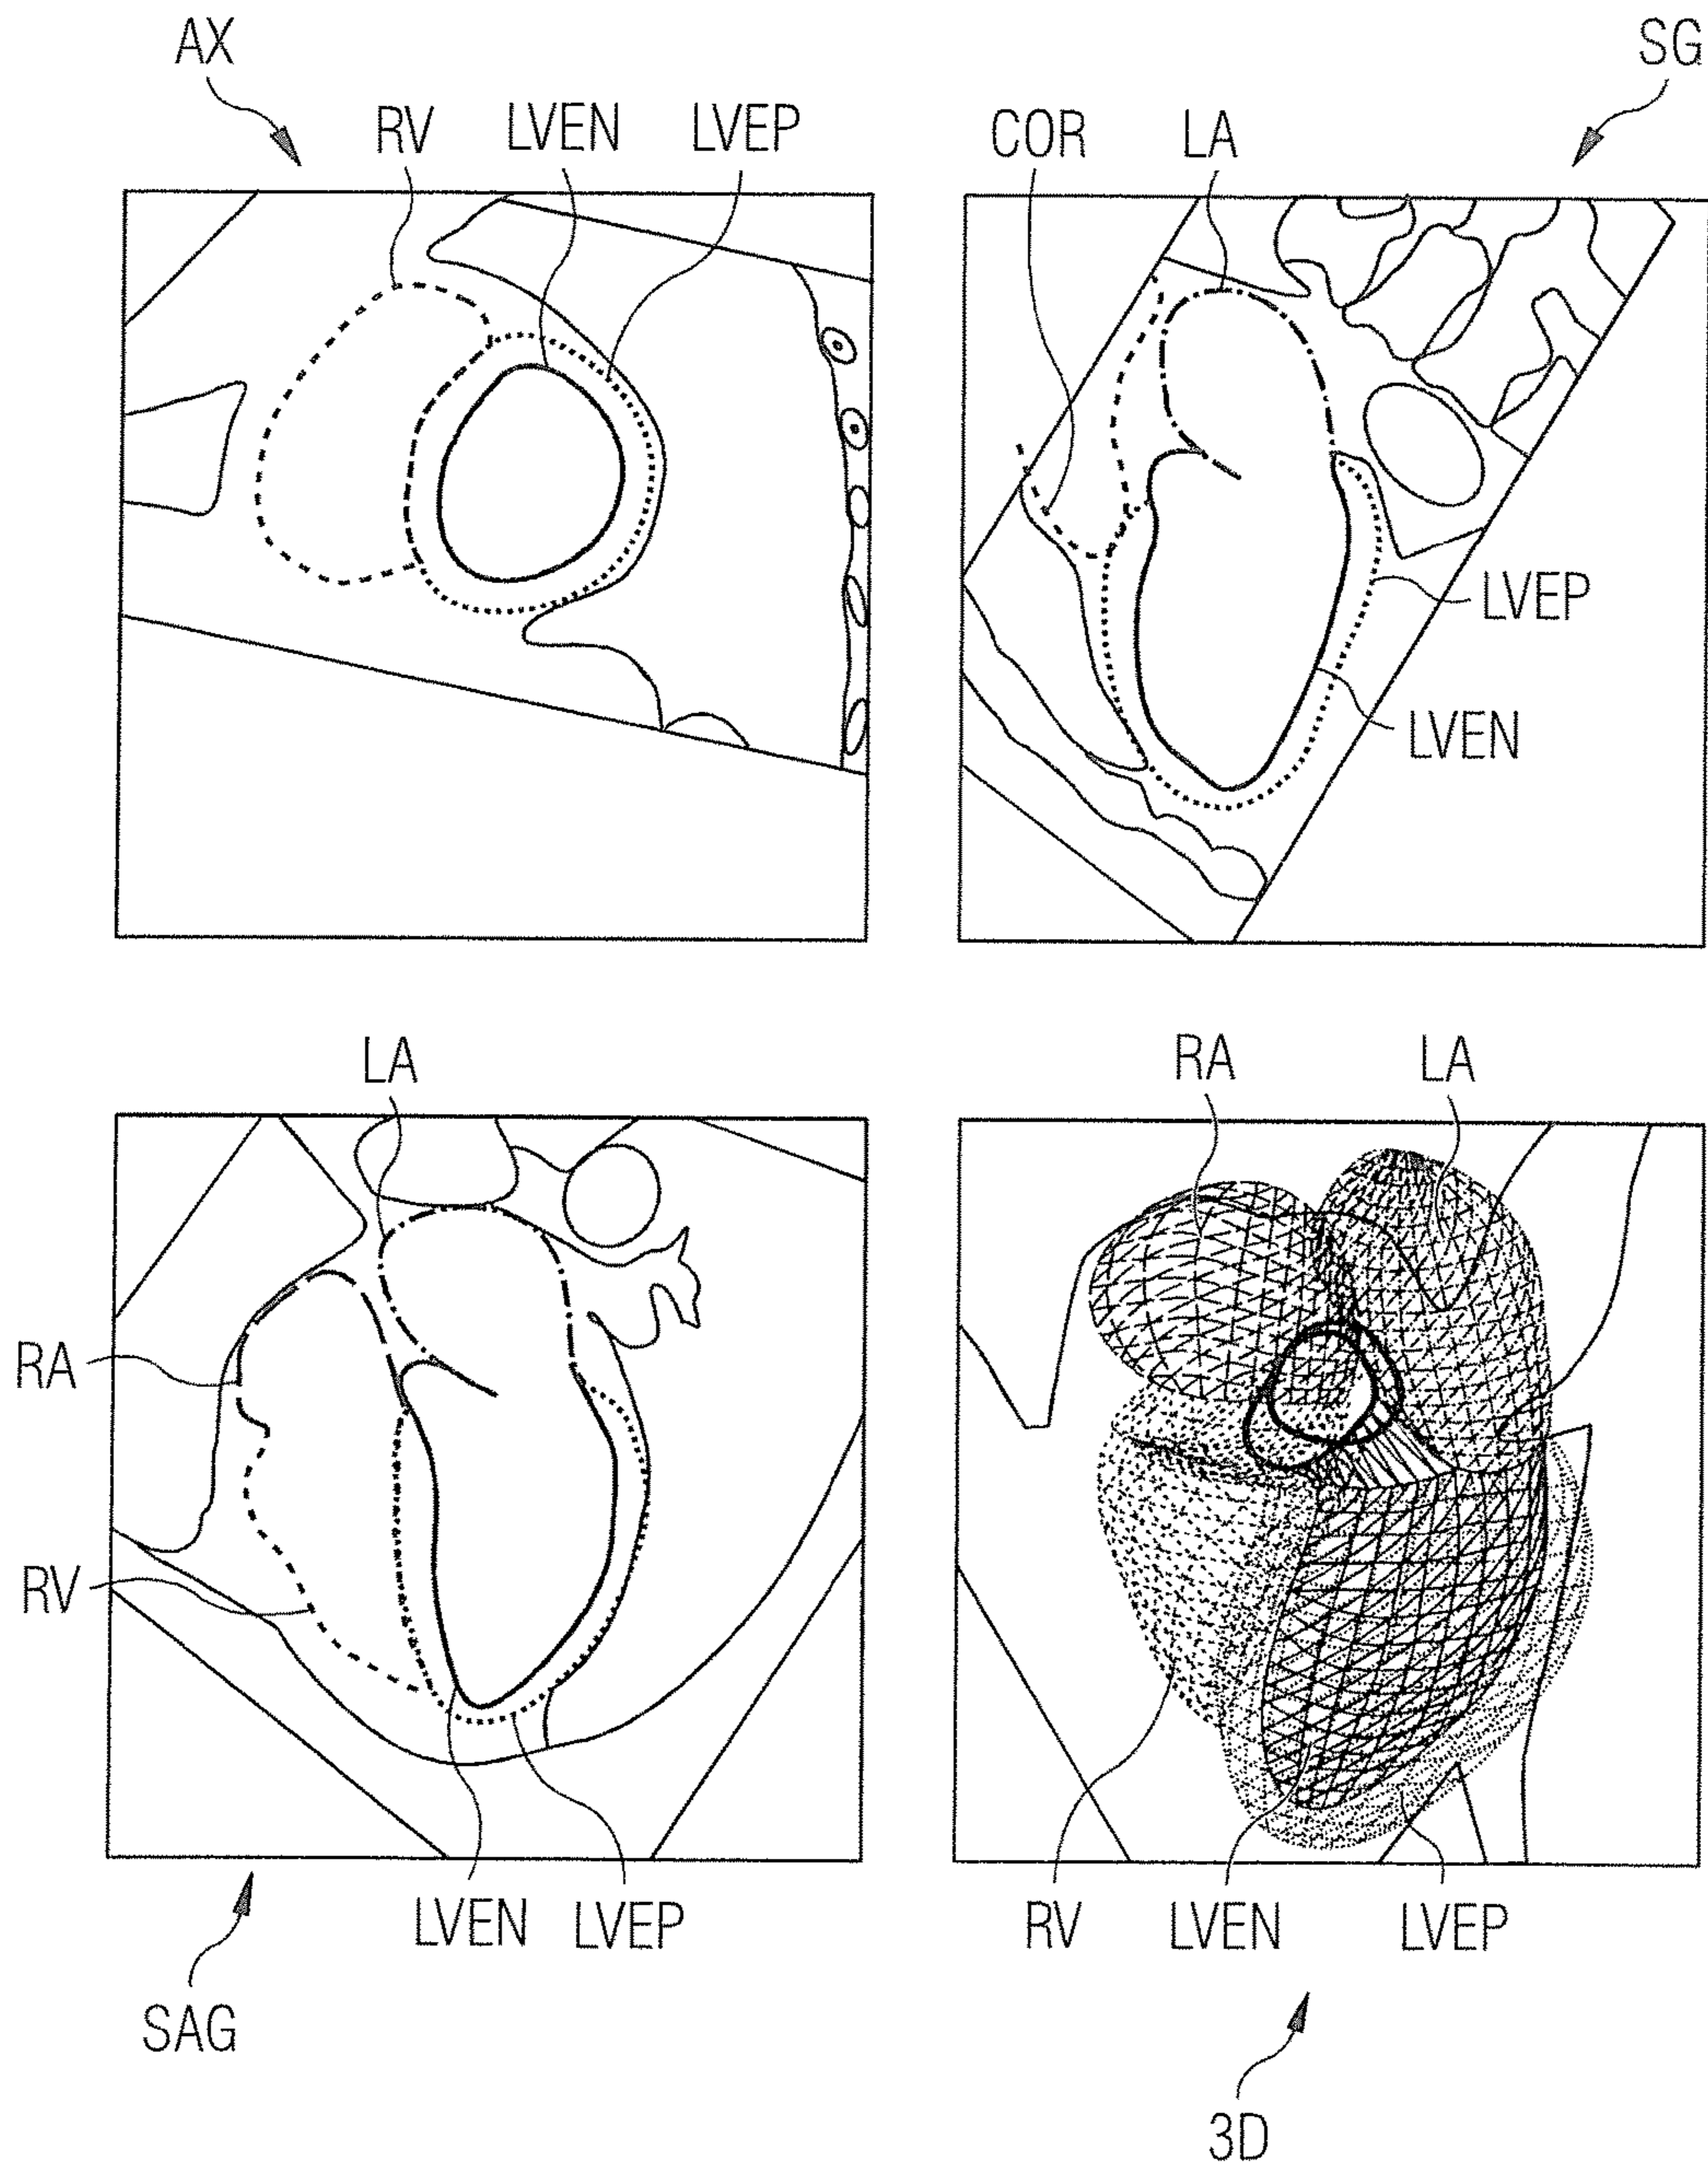 AX
SG
RV LVEN LVEP
COR LA
LVEP
LVEN
LA
RA LA
RA
RV
LVEN LVEP
RV LVEN LVEP
SAG
3D